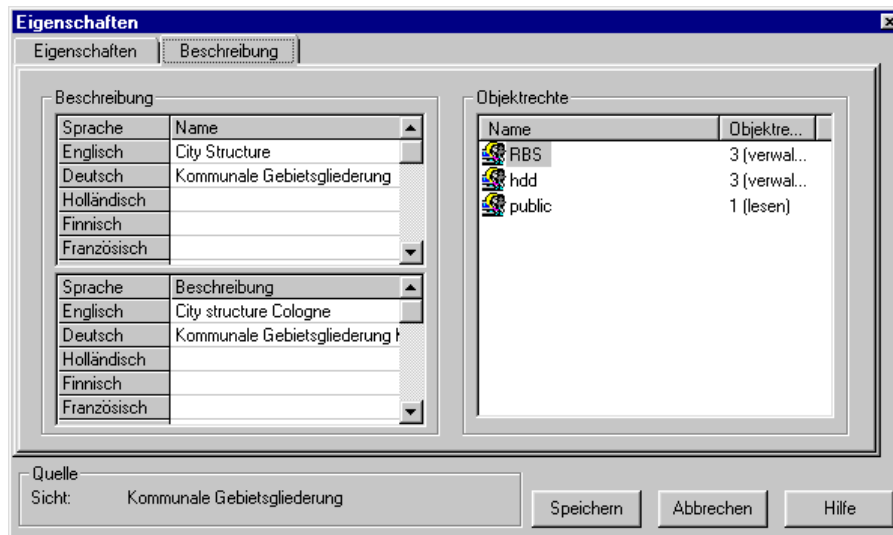 Eigenschaften
Eigenschaften Beschreibung
Beschreibung
Sprache Name
Englisch City Structure
Deutsch Kommunale Gebietsgliederung
Holländisch
Finnisch
Französisch
Sprache Beschreibung
Englisch City structure Cologne
Deutsch Kommunale Gebietsgliederung
Holländisch
Finnisch
Französisch
Objektrechte
Name Objektre...
RBS 3 (verwal...
hdd 3 (verwal...
public 1 (lesen)
Quelle
Sicht: Kommunale Gebietsgliederung
Speichern Abbrechen Hilfe